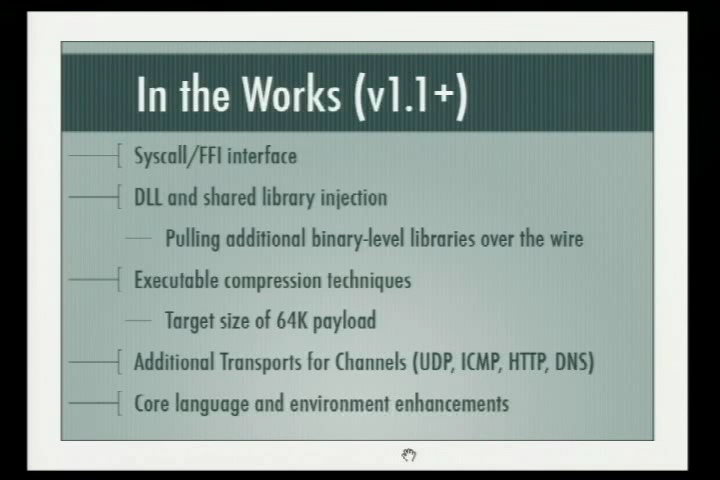 In the Works (v1.1+)
Syscall/FFI interface
DLL and shared library injection
Pulling additional binary-level libraries over the wire
Executable compression techniques
Target size of 64K payload
Additional Transports for Channels (UDP, ICMP, HTTP, DNS)
Core language and environment enhancements